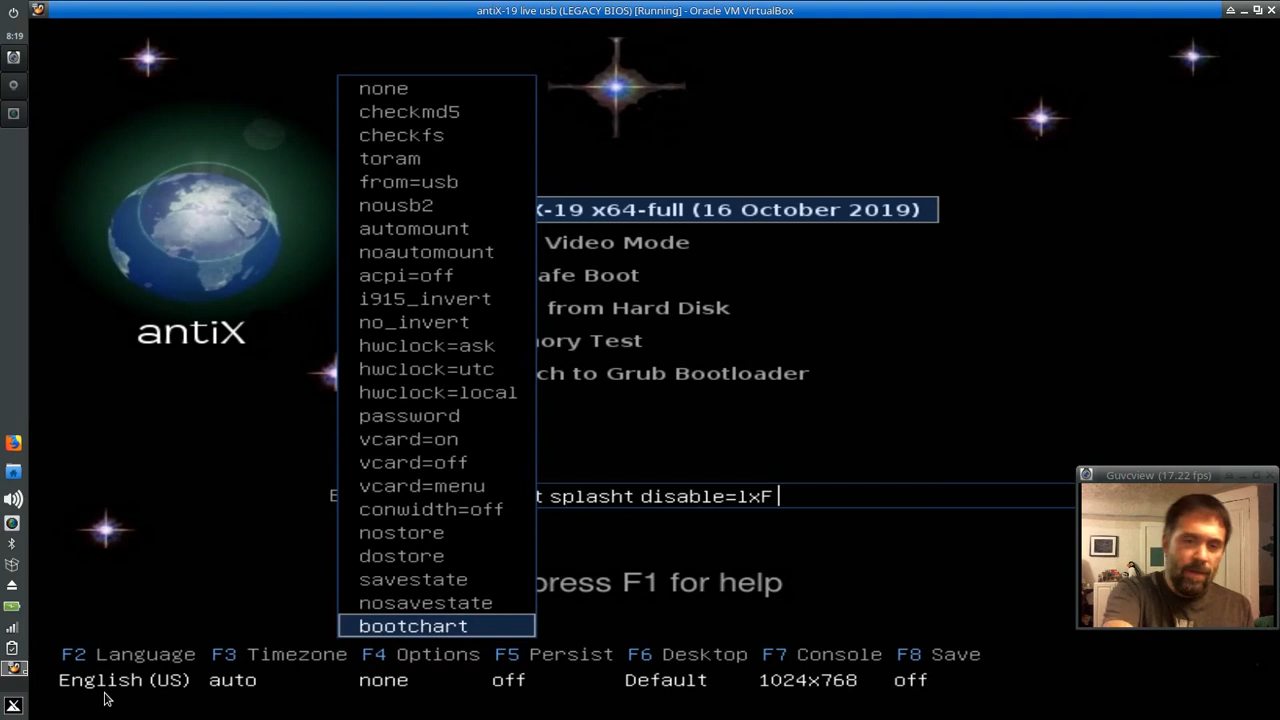 antiX-19 live usb (LEGACY BIOS) [Running] - Oracle VM VirtualBox
8:19
none
checkmd5
checkfs
toram
from=usb
nousb2
automount
noautomount
acpi=off
i915_invert
no_invert
hwclock=ask
hwclock=utc
hwclock=local
password
vcard=on
vcard=off
vcard=menu
conwidth=off
nostore
dostore
savestate
nosavestate
bootchart
antiX
X-19 x64-full (16 October 2019)
Video Mode
afe Boot
from Hard Disk
ory Test
ch to Grub Bootloader
t splasht disable=lxF
press F1 for help
Guvcview (17.22 fps)
F2 Language F3 Timezone F4 Options F5 Persist F6 Desktop F7 Console F8 Save
English (US) auto none off Default 1024x768 off